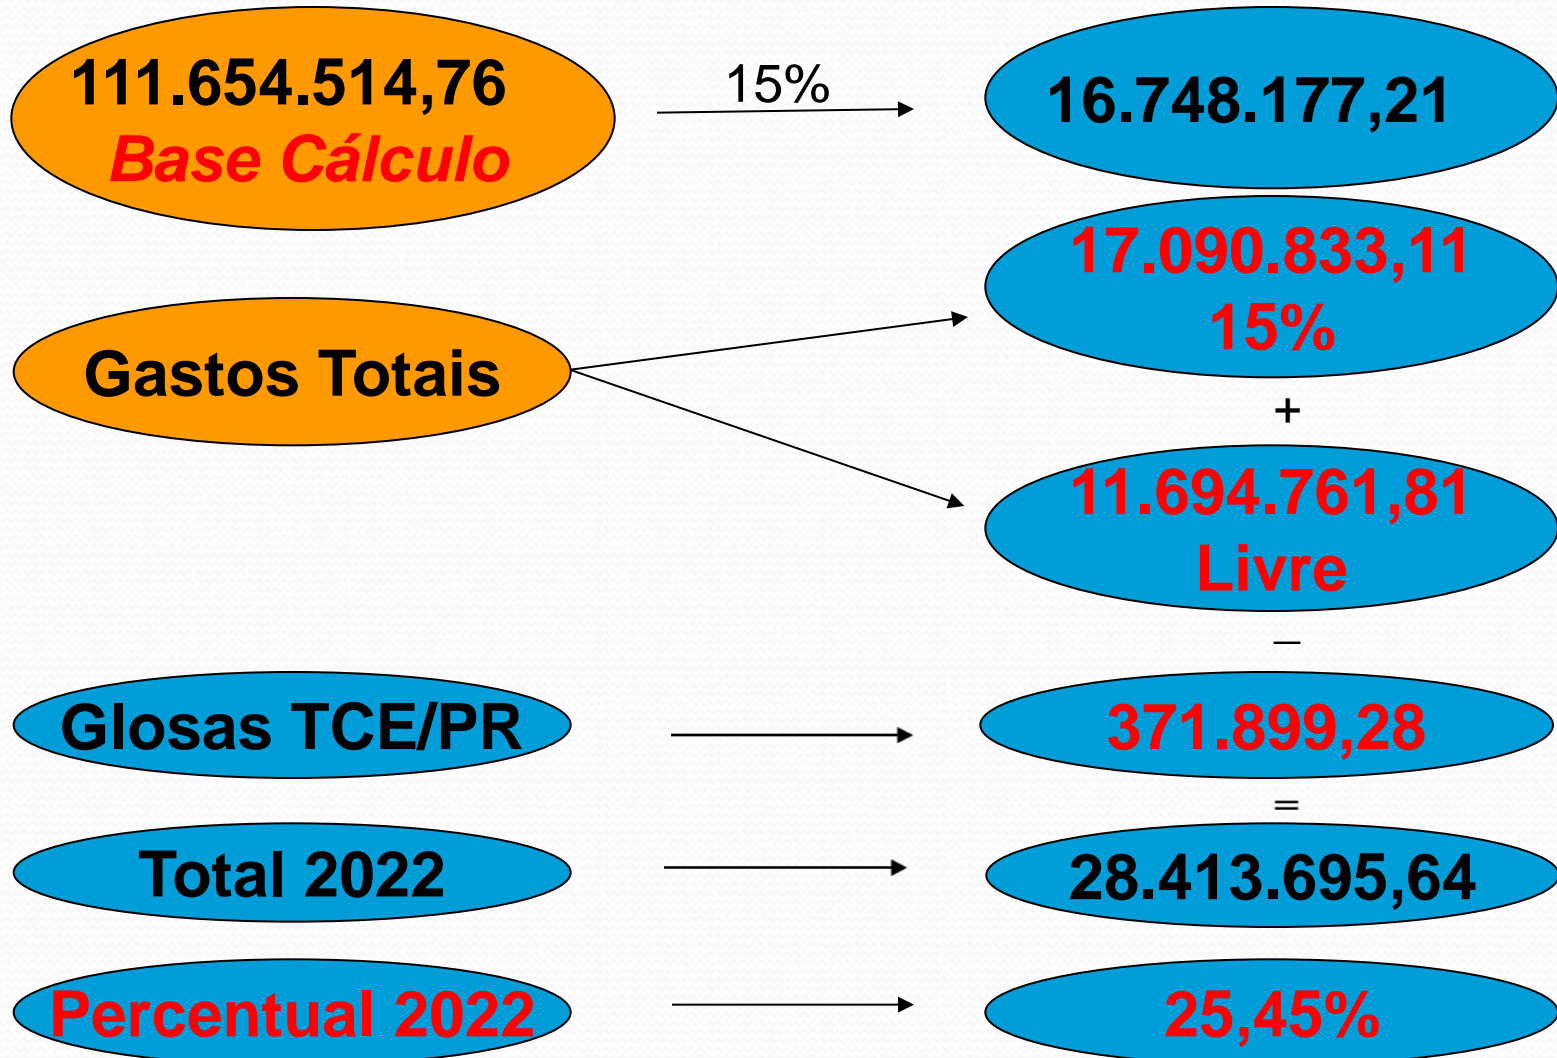 111.654.514,76
Base Cálculo
15%
16.748.177,21
Gastos Totais
17.090.833,11
15%
+
11.694.761,81
Livre
–
Glosas TCE/PR
371.899,28
=
Total 2022
28.413.695,64
Percentual 2022
25,45%